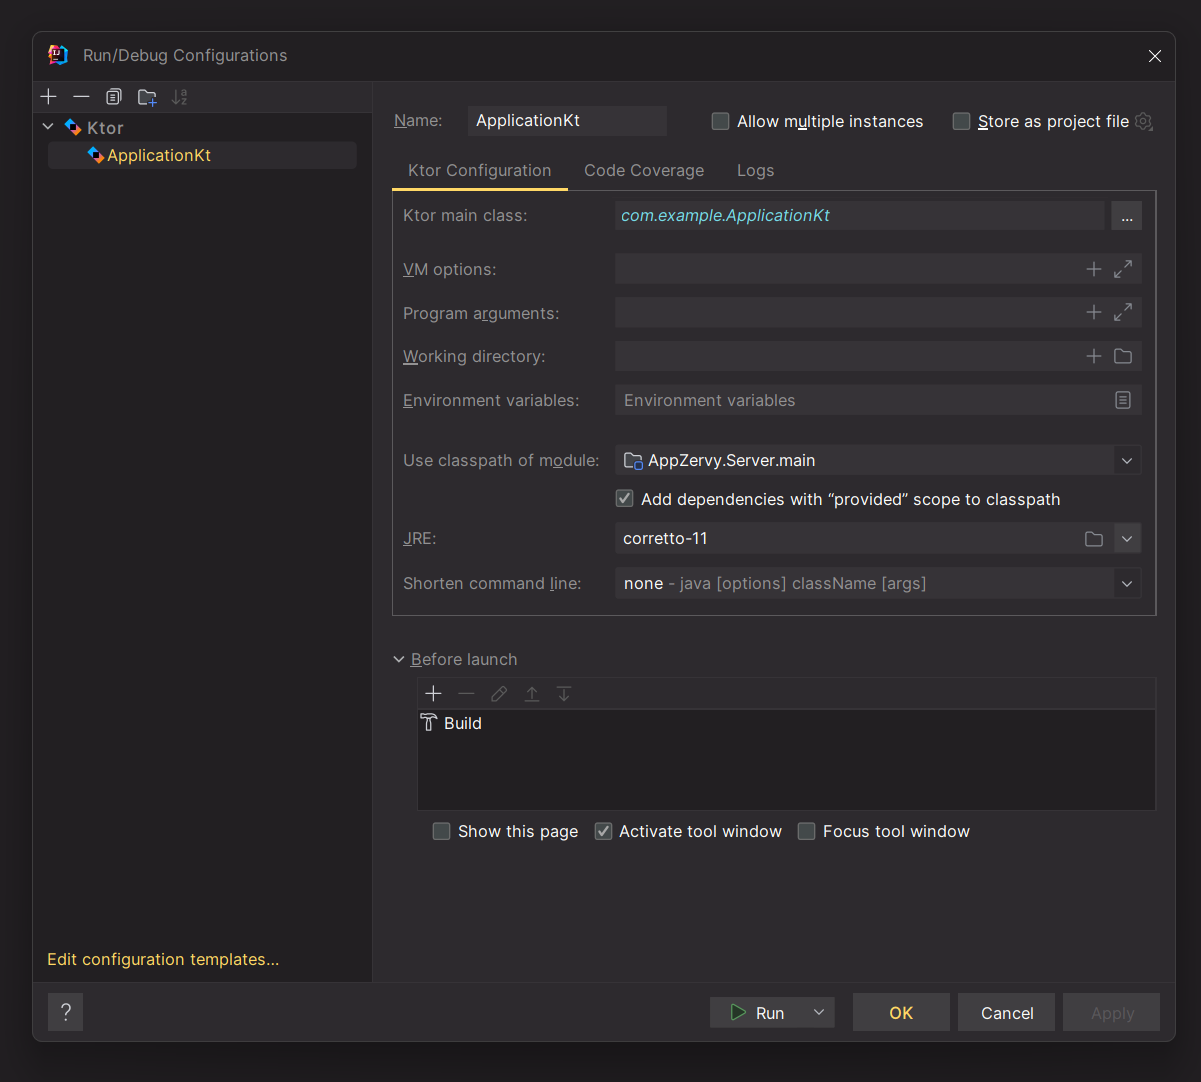 Run/Debug Configurations
Ktor
ApplicationKt
Edit configuration templates...
Name: ApplicationKt Allow multiple instances Store as project file
Ktor Configuration Code Coverage Logs
Ktor main class: com.example.ApplicationKt ...
VM options:
Program arguments:
Working directory:
Environment variables: Environment variables
Use classpath of module: AppZervy.Server.main
Add dependencies with “provided” scope to classpath
JRE: corretto-11
Shorten command line: none - java [options] className [args]
Before launch
Build
Show this page Activate tool window Focus tool window
? Run OK Cancel Apply